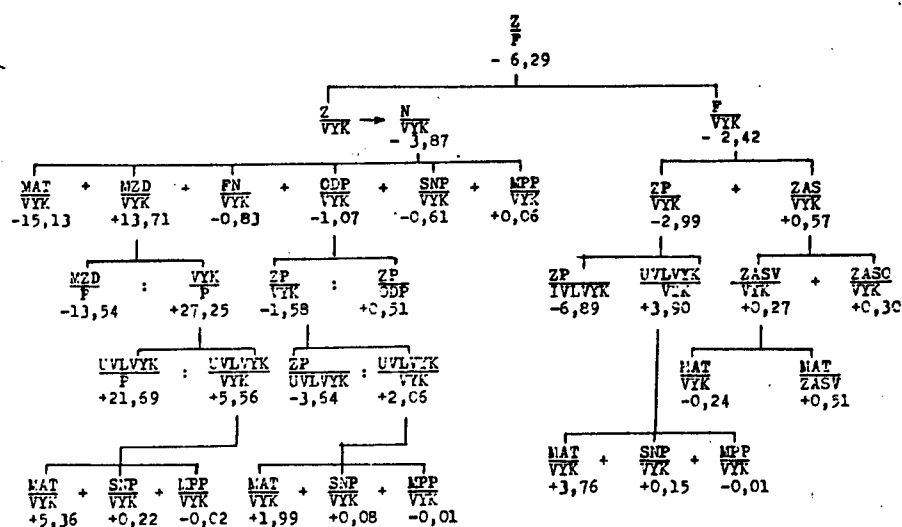 Z
F
- 6,29
Z → N F
VYK VYK VYK
- 3,87 - 2,42
MAT + MZD + FN + ODP + SNP + MPP ZP + ZAS
VYK VYK VYK VYK VYK VYK VYK VYK
-15,13 +13,71 -0,83 -1,07 -0,61 +0,06 -2,99 +0,57
MZD : VYK ZP : ZP ZP UVLVYK ZASV + ZASO
P P VYK ODP UVLVYK VYK VYK VYK
-13,54 +27,25 -1,58 +0,51 -6,89 +3,90 +0,27 +0,30
UVLVYK : UVLVYK ZP : UVLVYK MAT MAT
P VYK UVLVYK VYK VYK ZASV
+21,69 +5,56 -3,64 +2,06 -0,24 +0,51
MAT + SNP + MPP MAT + SNP + MPP MAT + SNP + MPP
VYK VYK VYK VYK VYK VYK VYK VYK VYK
+5,36 +0,22 -0,02 +1,99 +0,08 -0,01 +3,76 +0,15 -0,01